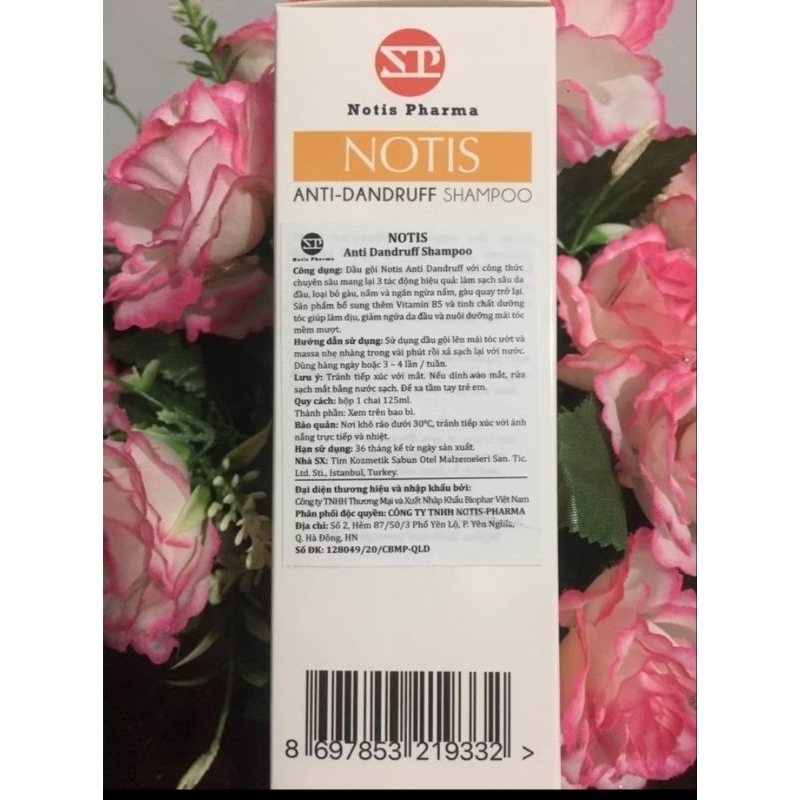 Notis Pharma
NOTIS
ANTI-DANDRUFF SHAMPOO
Notis Pharma
NOTIS
Anti Dandruff Shampoo
Công dụng: Dầu gội Notis Anti Dandruff với công thức
chuyên sâu mang lại 3 tác động hiệu quả: làm sạch sâu da
đầu, loại bỏ gàu, nấm và ngăn ngừa nấm, gàu quay trở lại.
Sản phẩm bổ sung thêm Vitamin B5 và tinh chất dưỡng
tóc giúp làm dịu, giảm ngứa da đầu và nuôi dưỡng mái tóc
mềm mượt.
Hướng dẫn sử dụng: Sử dụng dầu gội lên mái tóc ướt và
massa nhẹ nhàng trong vài phút rồi xả sạch lại với nước.
Dùng hàng ngày hoặc 3 – 4 lần / tuần.
Lưu ý: Tránh tiếp xúc với mắt. Nếu dính vào mắt, rửa
sạch mắt bằng nước sạch. Để xa tầm tay trẻ em.
Quy cách: hộp 1 chai 125ml.
Thành phần: Xem trên bao bì.
Bảo quản: Nơi khô ráo dưới 30°C, tránh tiếp xúc với ánh
nắng trực tiếp và nhiệt.
Hạn sử dụng: 36 tháng kể từ ngày sản xuất.
Nhà SX: Tim Kozmetik Sabun Otel Malzemeleri San. Tic.
Ltd. Sti., Istanbul, Turkey.
Đại diện thương hiệu và nhập khẩu bởi:
Công ty TNHH Thương Mại và Xuất Nhập Khẩu Biophar Việt Nam
Phân phối độc quyền: CÔNG TY TNHH NOTIS-PHARMA
Địa chỉ: Số 2, Hẻm 87/50/3 Phố Yên Lộ, P. Yên Nghĩa,
Q. Hà Đông, HN
Số ĐK: 128049/20/CBMP-QLD
8 697853 219332 >